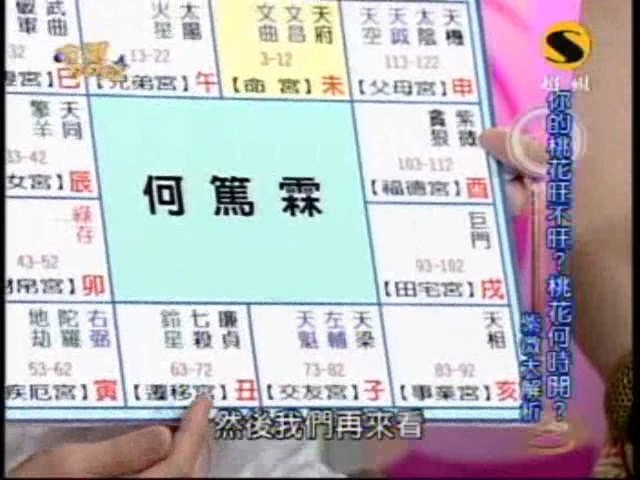 武曲 破軍
太陽 火星
13-22
【兄弟宮】午
天府 文昌 文曲
3-12
【命宮】未
天機 太陰 天鉞 天空
113-122
【父母宮】申
巳
天同 擎羊
33-42
女宮】辰
何篤霖
紫微 貪狼
103-112
【福德宮】酉
祿存
43-52
財帛宮】卯
巨門
93-102
【田宅宮】戌
右弼 陀羅 地劫
53-62
疾厄宮】寅
廉貞 七殺 鈴星
63-72
【遷移宮】丑
天梁 左輔 天魁
73-82
【交友宮】子
天相
83-92
【事業宮】亥
你的桃花旺不旺?桃花何時開?
紫微大解析
然後我們再來看